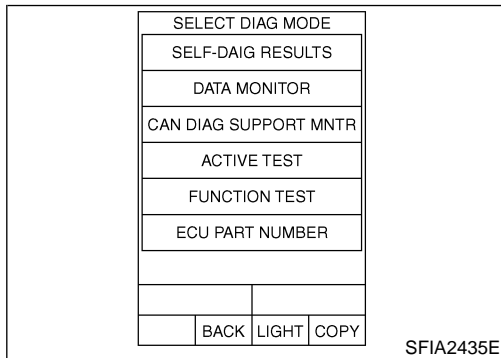 SELECT DIAG MODE
SELF-DAIG RESULTS
DATA MONITOR
CAN DIAG SUPPORT MNTR
ACTIVE TEST
FUNCTION TEST
ECU PART NUMBER
BACK LIGHT COPY
SFIA2435E